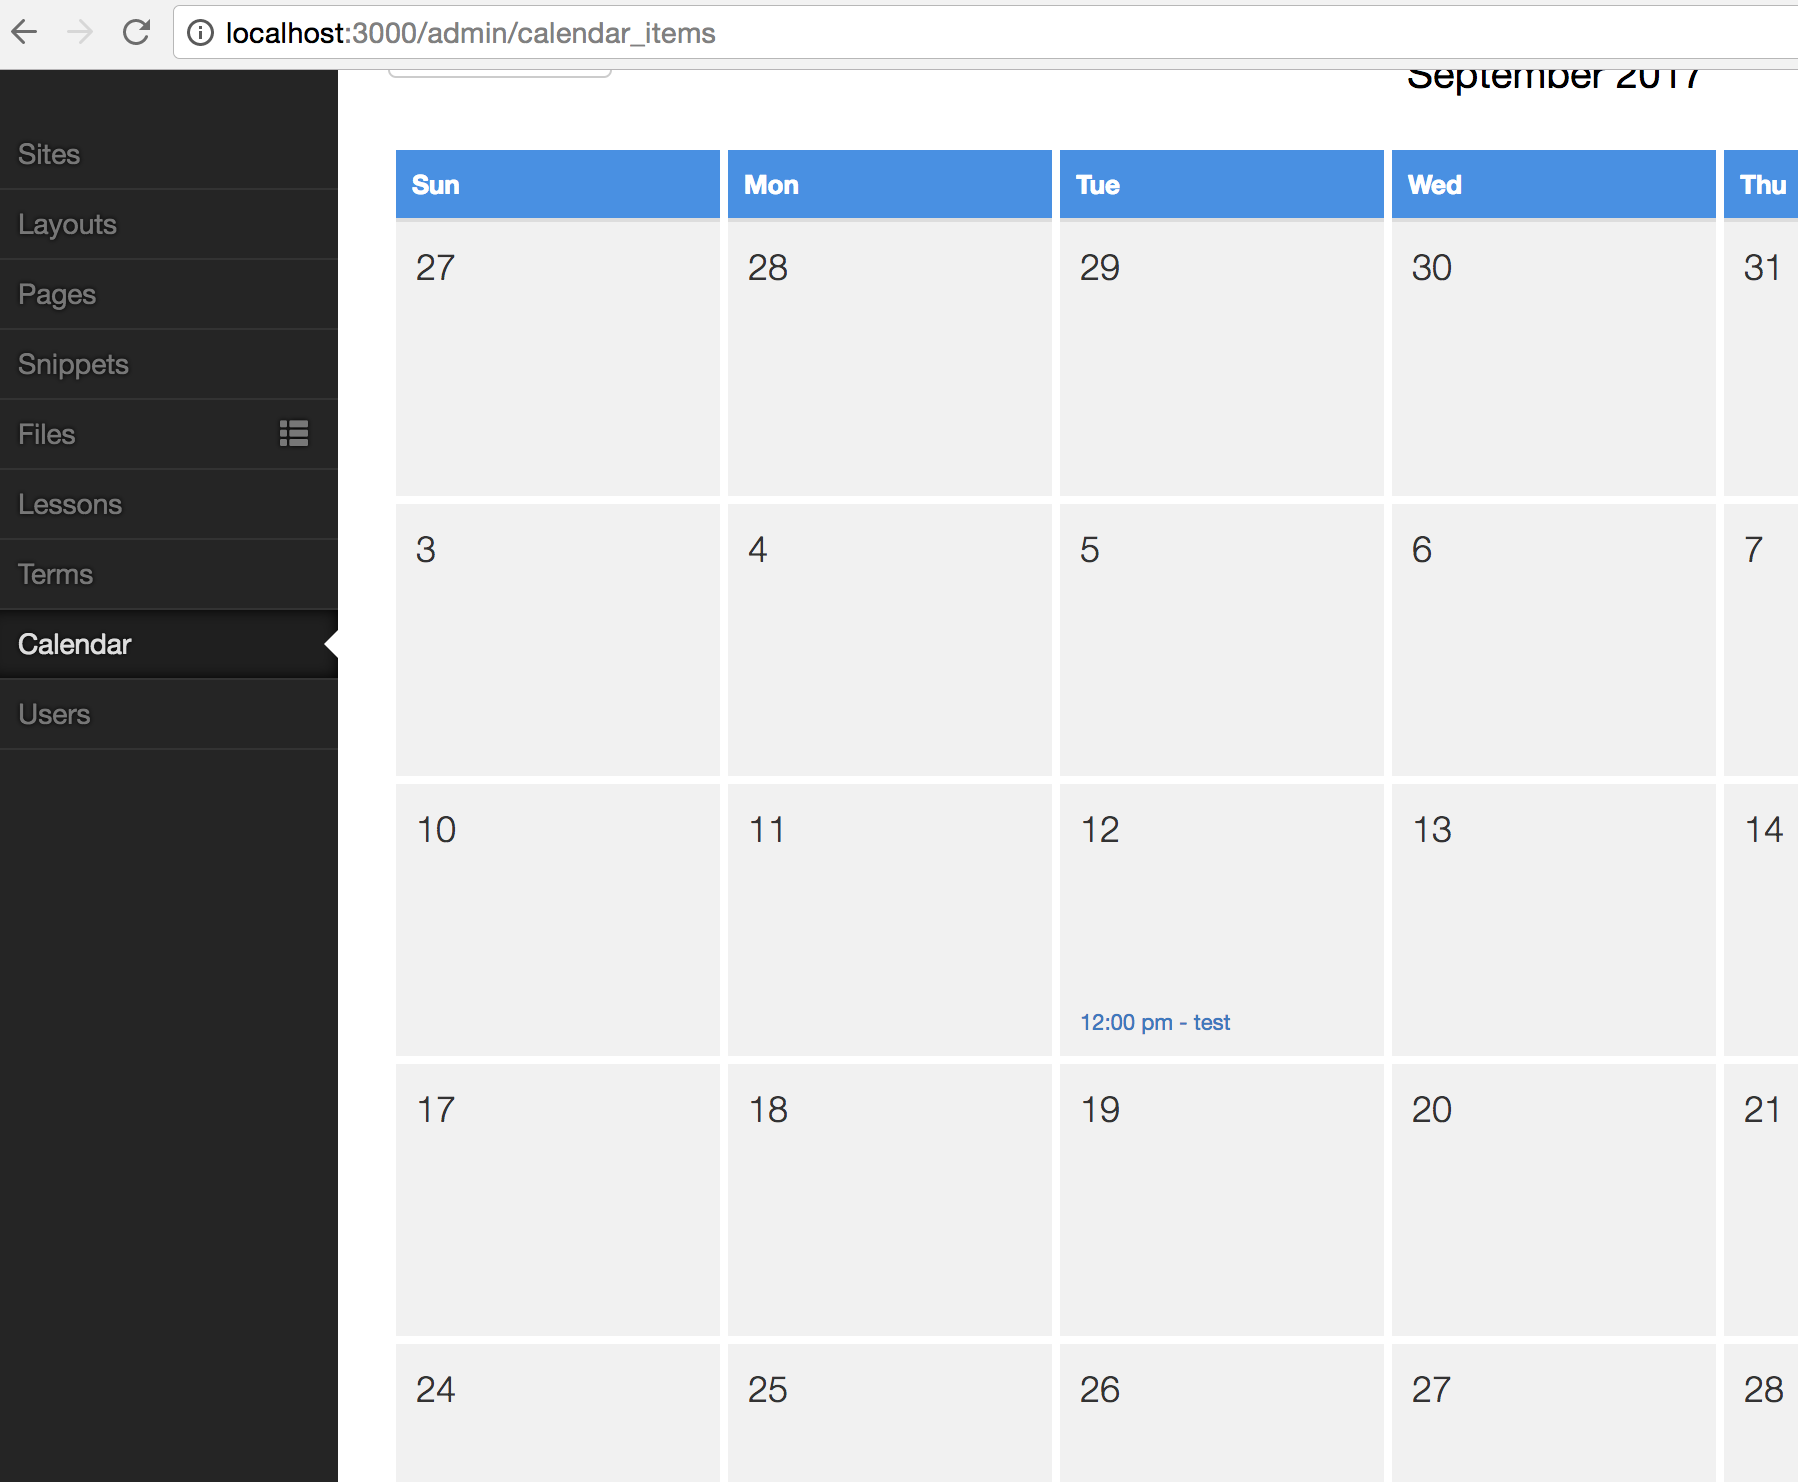 localhost:3000/admin/calendar_items
September 2017
Sites
Layouts
Pages
Snippets
Files
Lessons
Terms
Calendar
Users
Sun Mon Tue Wed Thu
27 28 29 30 31
3 4 5 6 7
10 11 12 13 14
12:00 pm - test
17 18 19 20 21
24 25 26 27 28